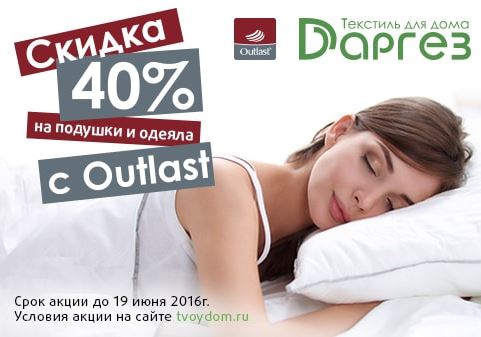 Скидка
40%
на подушки и одеяла
с Outlast
Outlast®
Текстиль для дома
Даргез
Срок акции до 19 июня 2016г.
Условия акции на сайте tvoydom.ru